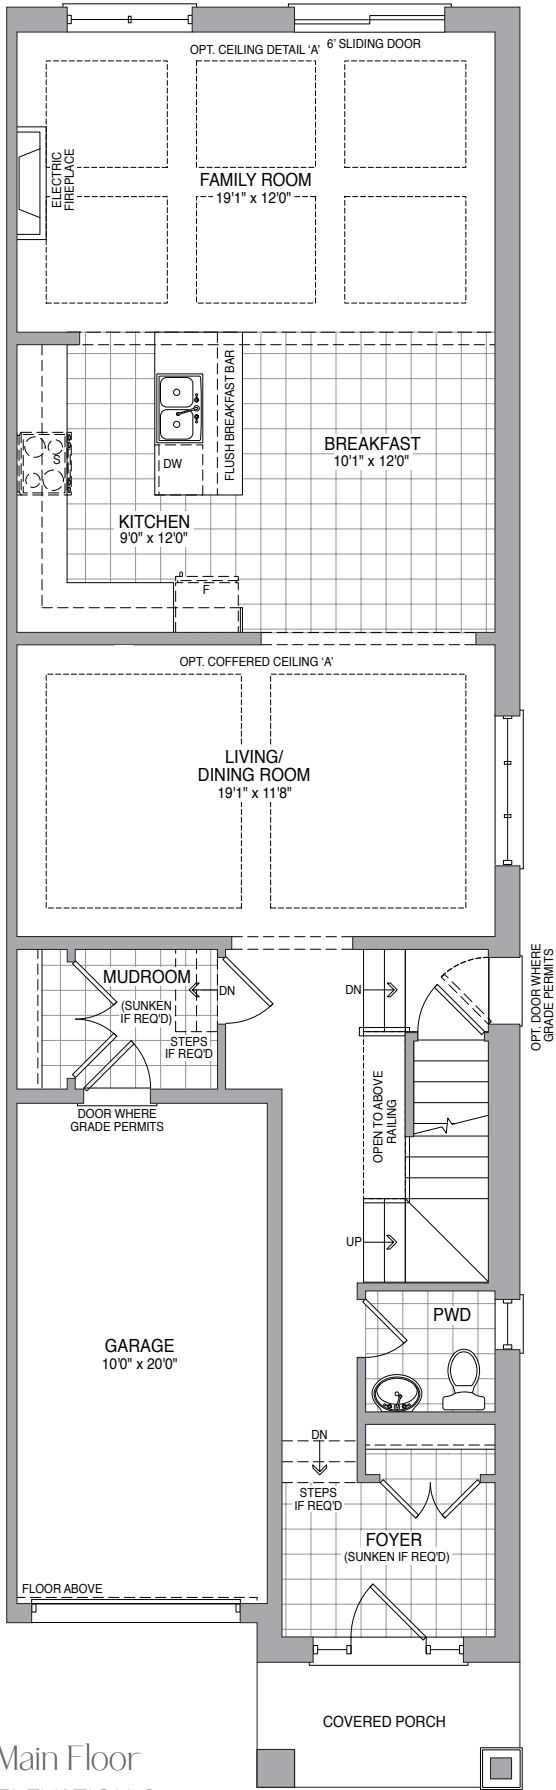 OPT. CEILING DETAIL 'A'
6' SLIDING DOOR
ELECTRIC
FIREPLACE
FAMILY ROOM
19'1" x 12'0"
FLUSH BREAKFAST BAR
BREAKFAST
10'1" x 12'0"
S
DW
KITCHEN
9'0" x 12'0"
F
OPT. COFFERED CEILING 'A'
LIVING/
DINING ROOM
19'1" x 11'8"
MUDROOM
(SUNKEN
IF REQ'D)
DN
STEPS
IF REQ'D
DN
OPT. DOOR WHERE
GRADE PERMITS
DOOR WHERE
GRADE PERMITS
OPEN TO ABOVE
RAILING
UP
PWD
GARAGE
10'0" x 20'0"
DN
STEPS
IF REQ'D
FOYER
(SUNKEN IF REQ'D)
FLOOR ABOVE
COVERED PORCH
Main Floor